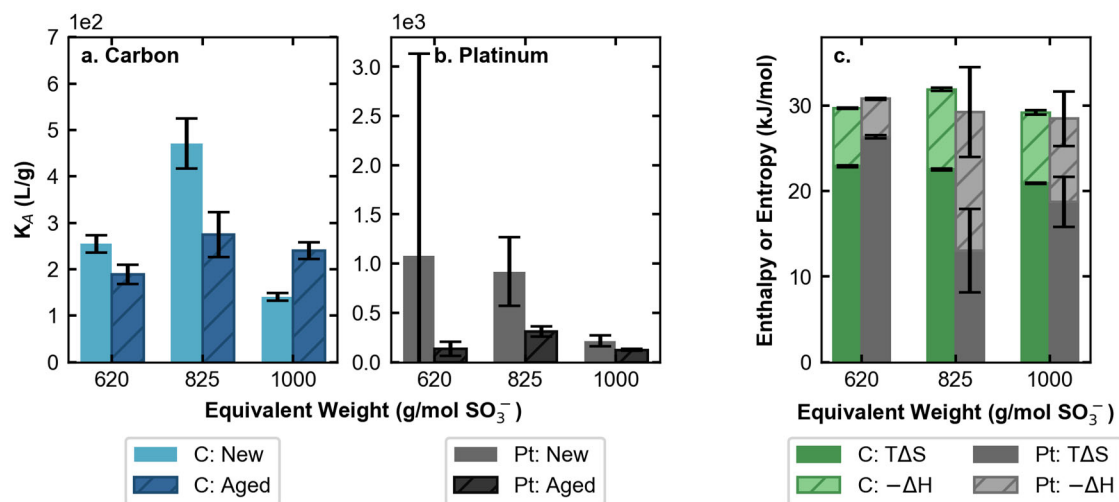 1e2
1e3
a. Carbon
b. Platinum
c.
7
6
5
4
3
2
1
0
K_A (L/g)
3.0
2.5
2.0
1.5
1.0
0.5
0.0
30
20
10
0
Enthalpy or Entropy (kJ/mol)
620 825 1000
620 825 1000
620 825 1000
Equivalent Weight (g/mol SO₃⁻)
Equivalent Weight (g/mol SO₃⁻)
C: New
C: Aged
Pt: New
Pt: Aged
C: TΔS
C: −ΔH
Pt: TΔS
Pt: −ΔH